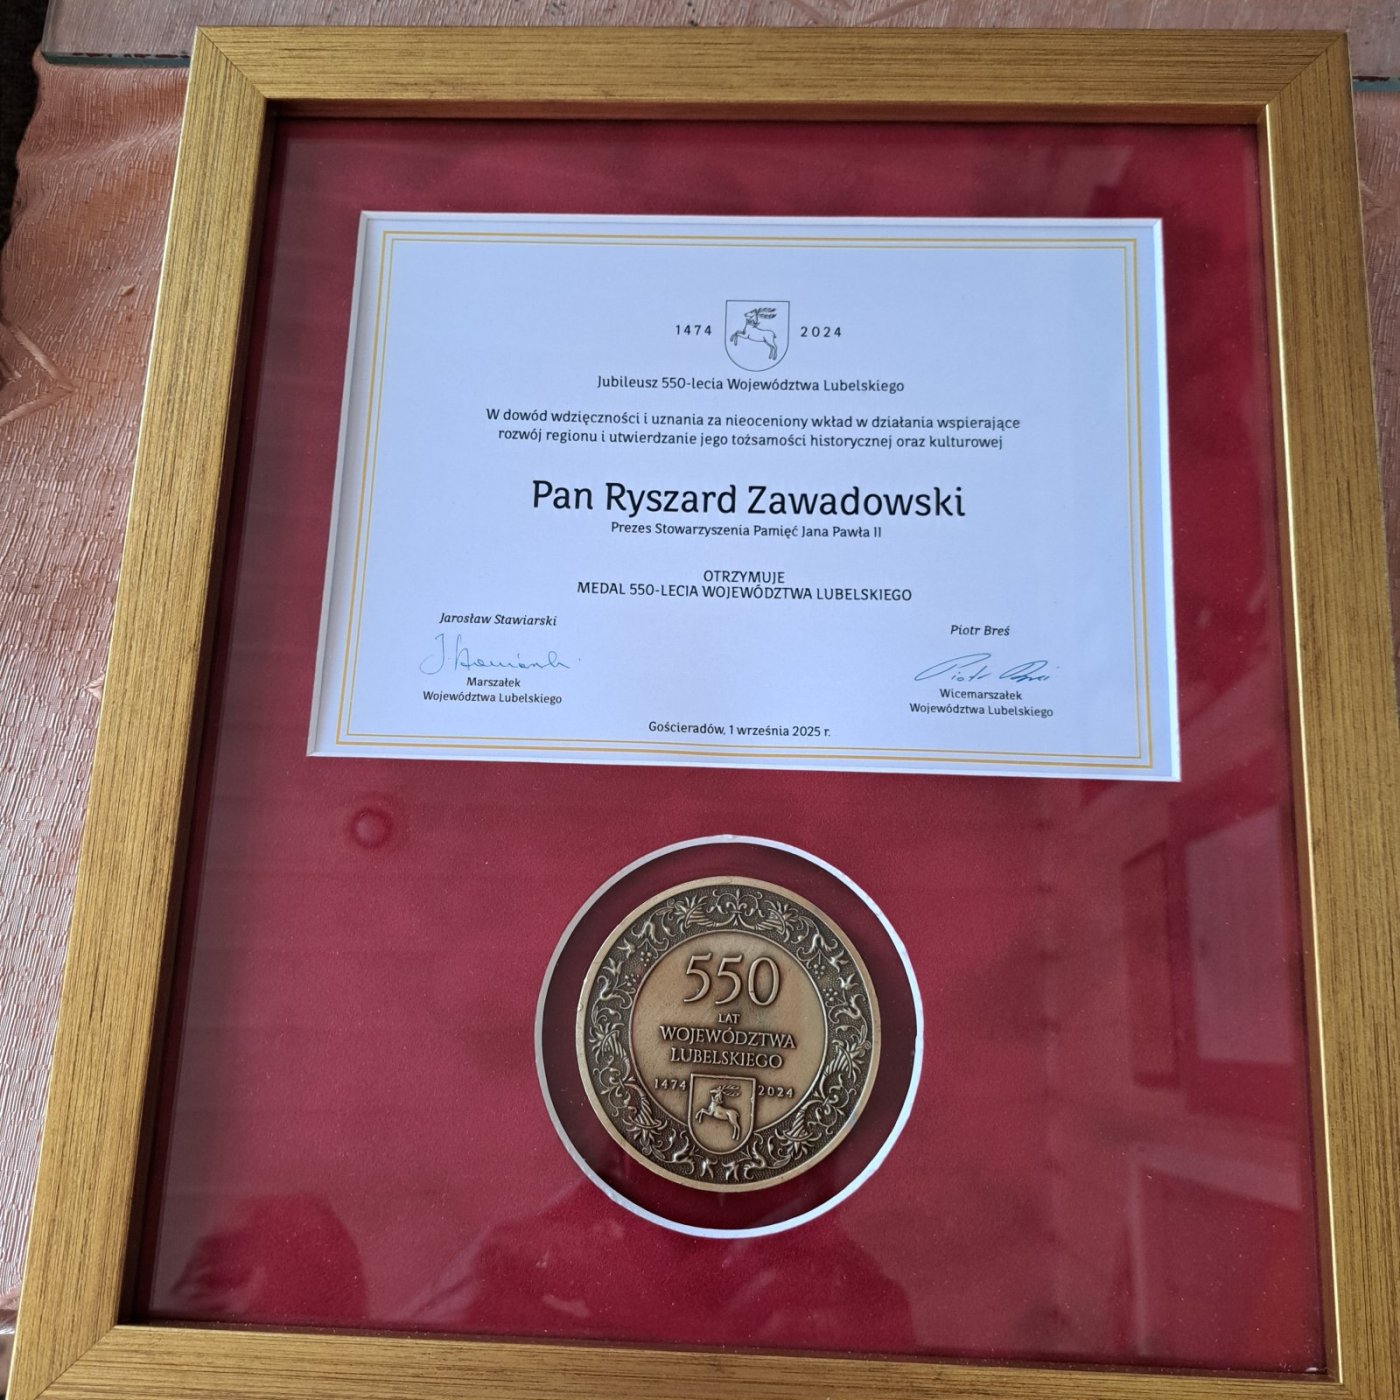 1474 2024
Jubileusz 550-lecia Województwa Lubelskiego
W dowód wdzięczności i uznania za nieoceniony wkład w działania wspierające
rozwój regionu i utwierdzanie jego tożsamości historycznej oraz kulturowej
Pan Ryszard Zawadowski
Prezes Stowarzyszenia Pamięć Jana Pawła II
OTRZYMUJE
MEDAL 550-LECIA WOJEWÓDZTWA LUBELSKIEGO
Jarosław Stawiarski
Marszałek
Województwa Lubelskiego
Piotr Breś
Wicemarszałek
Województwa Lubelskiego
Gościeradów, 1 września 2025 r.
550
LAT
WOJEWÓDZTWA
LUBELSKIEGO
1474 2024